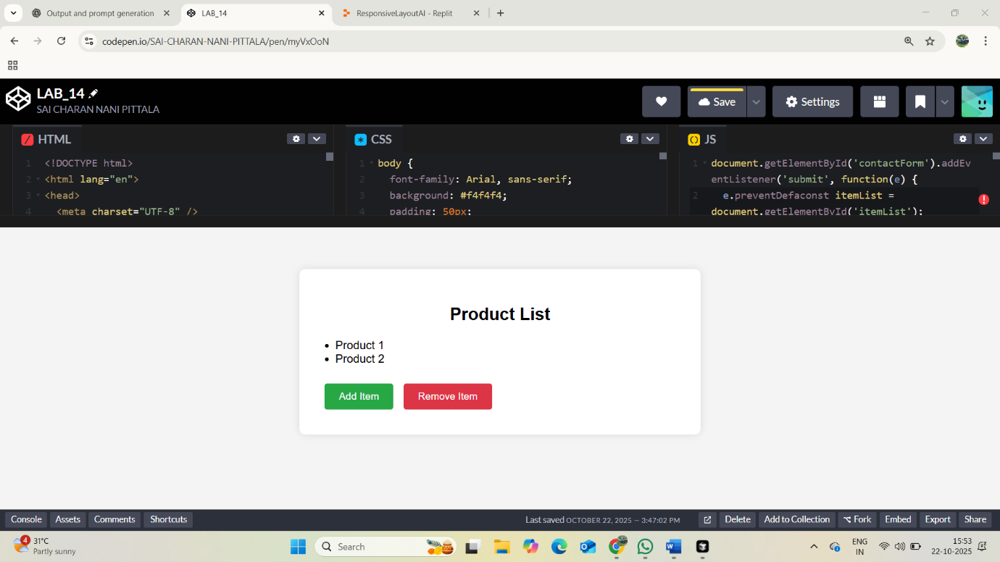 Output and prompt generation
LAB_14
ResponsiveLayoutAI - Replit
codepen.io/SAI-CHARAN-NANI-PITTALA/pen/myVxOoN
LAB_14
SAI CHARAN NANI PITTALA
Save
Settings
HTML
1 <!DOCTYPE html>
2 <html lang="en">
3 <head>
4 <meta charset="UTF-8" />
CSS
1 body {
2 font-family: Arial, sans-serif;
3 background: #f4f4f4;
4 padding: 50px;
JS
1 document.getElementById('contactForm').addEv
entListener('submit', function(e) {
2 e.preventDefaconst itemList =
document.getElementById('itemList');
Product List
• Product 1
• Product 2
Add Item
Remove Item
Console
Assets
Comments
Shortcuts
Last saved OCTOBER 22, 2025 — 3:47:02 PM
Delete
Add to Collection
Fork
Embed
Export
Share
4
31°C
Partly sunny
Search
ENG
IN
15:53
22-10-2025